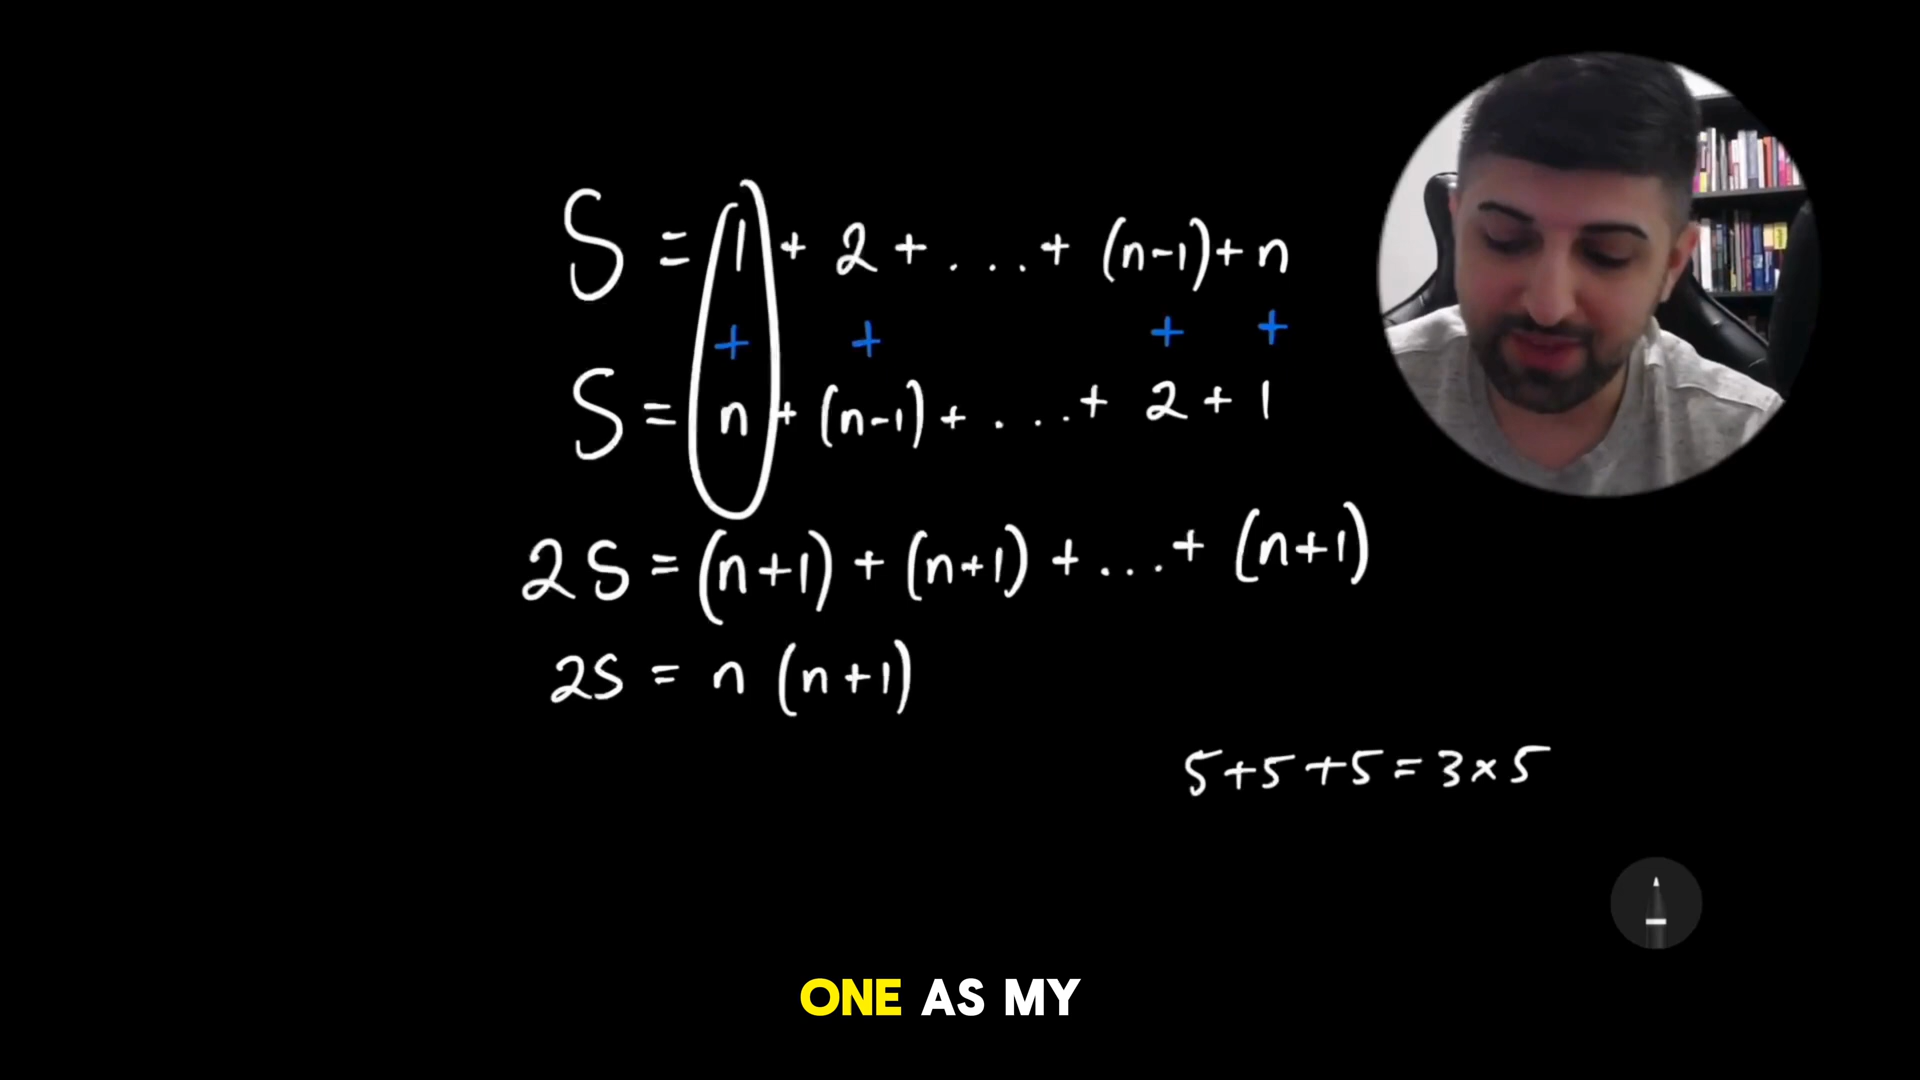 S = 1 + 2 + ... + (n-1) + n
+ + + +
S = n + (n-1) + ... + 2 + 1
2S = (n+1) + (n+1) + ... + (n+1)
2S = n (n+1)
5+5+5=3×5
ONE AS MY